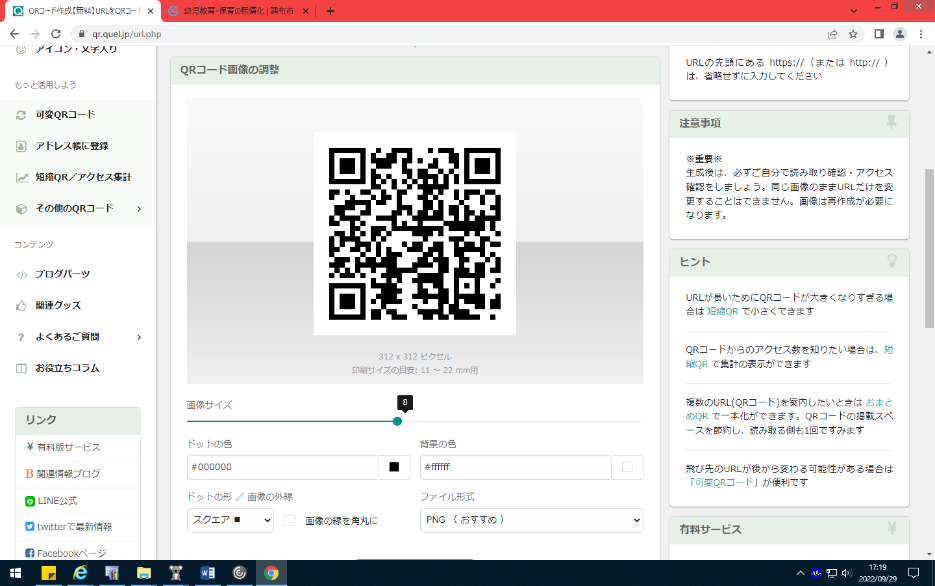 QRコード作成【無料】URLをQRコー
幼児教育・保育の無償化 | 調布市
qr.quel.jp/url.php
アイコン・文字入り
もっと活用しよう
可変QRコード
アドレス帳に登録
短縮QR／アクセス集計
その他のQRコード
コンテンツ
ブログパーツ
関連グッズ
よくあるご質問
お役立ちコラム
リンク
¥ 有料版サービス
関連情報ブログ
LINE公式
twitterで最新情報
Facebookページ
QRコード画像の調整
312 x 312 ピクセル
印刷サイズの目安: 11 ～ 22 mm用
画像サイズ
8
ドットの色
#000000
背景の色
#ffffff
ドットの形 ／ 画像の外線
スクエア ■
画像の縁を角丸に
ファイル形式
PNG （ おすすめ ）
URLの先頭にある https://（または http:// ）
は、省略せずに入力してください
注意事項
※重要※
生成後は、必ずご自分で読み取り確認・アクセス
確認をしましょう。同じ画像のままURLだけを変
更することはできません。画像は再作成が必要に
なります。
ヒント
URLが長いためにQRコードが大きくなりすぎる場
合は 短縮QR で小さくできます
QRコードからのアクセス数を知りたい場合は、短
縮QR で集計の表示ができます
複数のURL(QRコード)を案内したいときは おまと
めQR で一本化ができます。QRコードの掲載スペ
ースを節約し、読み取る側も1回ですみます
飛び先のURLが後から変わる可能性がある場合は
「可変QRコード」が便利です
有料サービス
17:19
2022/09/29